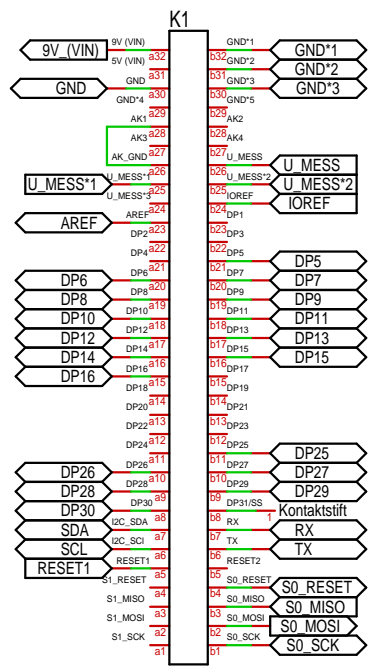 K1
9V_(VIN) 9V (VIN) a32 b32 GND*1 GND*1
5V (VIN) a31 b31 GND*2 GND*2
GND GND a30 b30 GND*3 GND*3
GND*4 a29 b29 GND*5
AK1 a28 b28 AK2
AK3 a27 b27 AK4
AK_GND a26 b26 U_MESS U_MESS
U_MESS*1 U_MESS*1 a25 b25 U_MESS*2 U_MESS*2
U_MESS*3 a24 b24 IOREF IOREF
AREF AREF a23 b23 DP1
DP2 a22 b22 DP3
DP4 a21 b21 DP5 DP5
DP6 DP6 a20 b20 DP7 DP7
DP8 DP8 a19 b19 DP9 DP9
DP10 DP10 a18 b18 DP11 DP11
DP12 DP12 a17 b17 DP13 DP13
DP14 DP14 a16 b16 DP15 DP15
DP16 DP16 a15 b15 DP17
DP18 a14 b14 DP19
DP20 a13 b13 DP21
DP22 a12 b12 DP23
DP24 a11 b11 DP25 DP25
DP26 DP26 a10 b10 DP27 DP27
DP28 DP28 a9 b9 DP29 DP29
DP30 DP30 a8 b8 DP31/SS 1 Kontaktstift
SDA I2C_SDA a7 b7 RX RX
SCL I2C_SCl a6 b6 TX TX
RESET1 RESET1 a5 b5 RESET2
S1_RESET a4 b4 S0_RESET S0_RESET
S1_MISO a3 b3 S0_MISO S0_MISO
S1_MOSI a2 b2 S0_MOSI S0_MOSI
S1_SCK a1 b1 S0_SCK S0_SCK